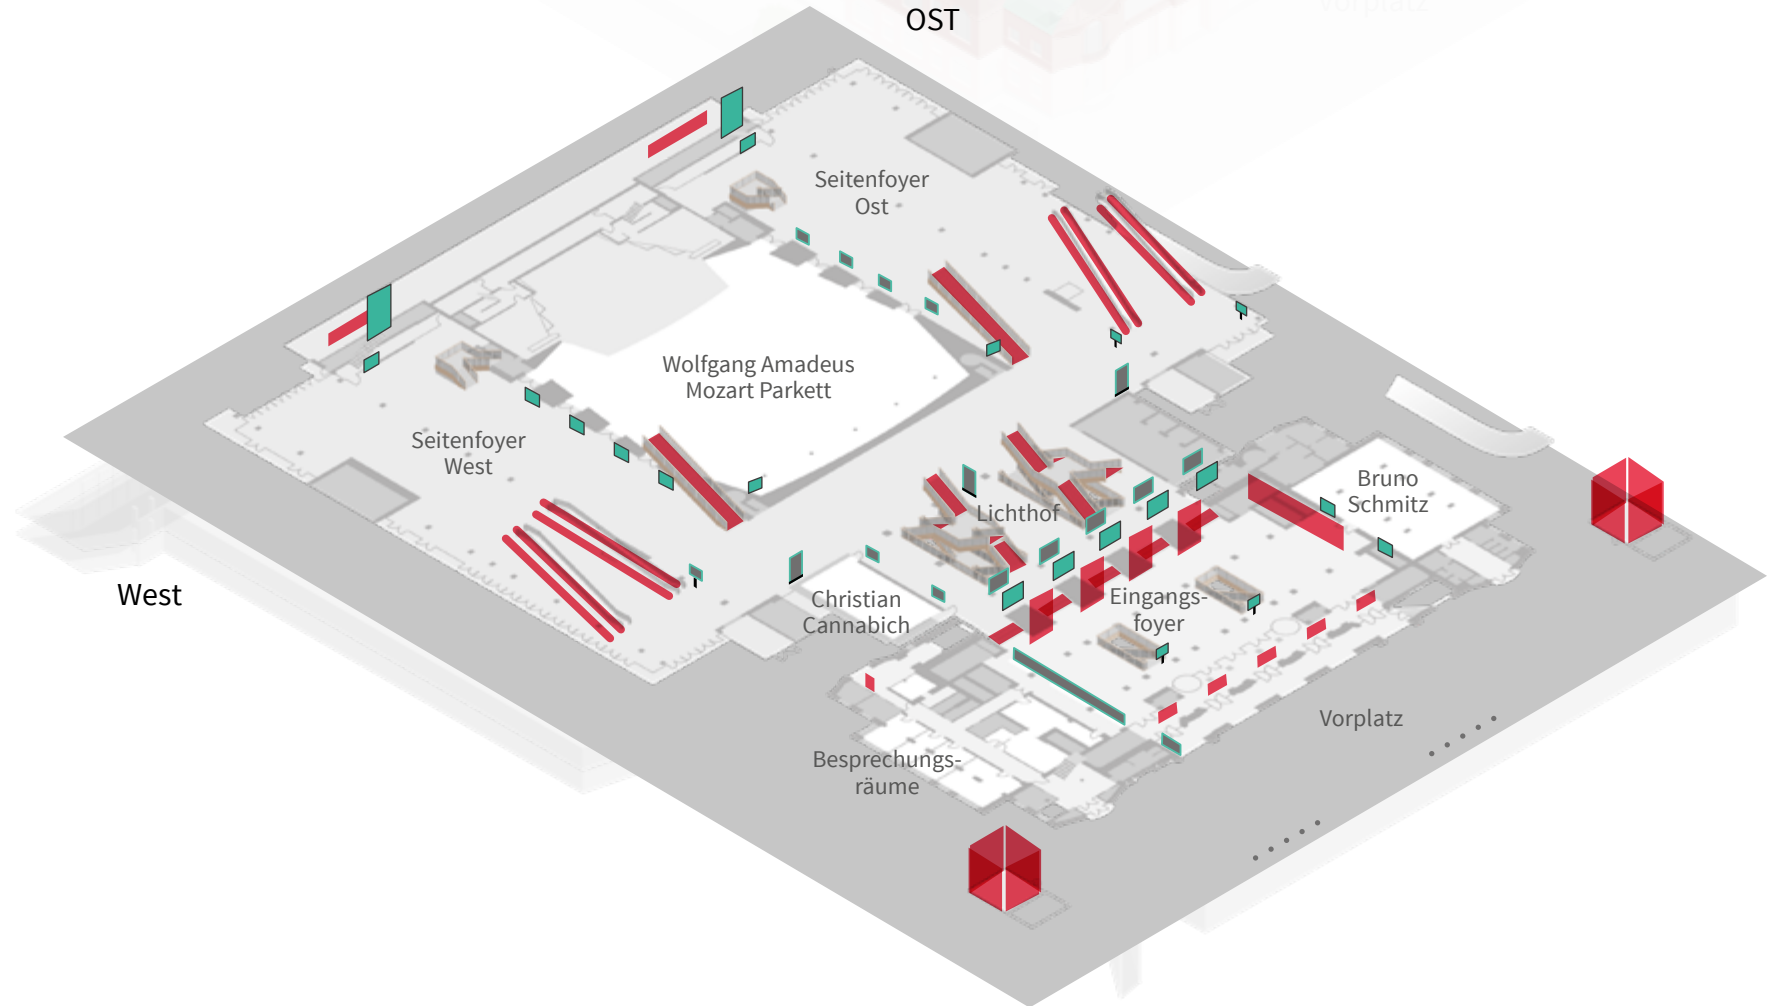 Vorplatz
OST
Seitenfoyer
Ost
Wolfgang Amadeus
Mozart Parkett
Seitenfoyer
West
Bruno
Schmitz
Lichthof
West
Christian
Cannabich
Eingangs-
foyer
Vorplatz
Besprechungs-
räume